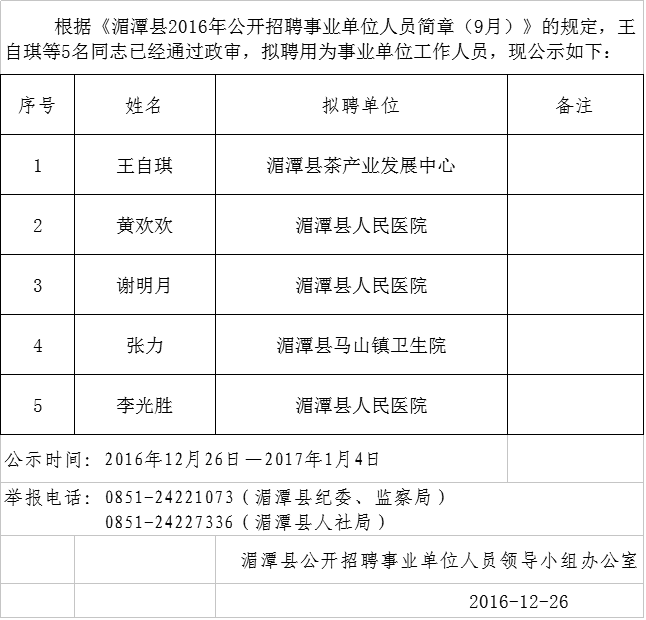 根据《湄潭县2016年公开招聘事业单位人员简章（9月）》的规定，王
自琪等5名同志已经通过政审，拟聘用为事业单位工作人员，现公示如下：
序号 姓名 拟聘单位 备注
1 王自琪 湄潭县茶产业发展中心
2 黄欢欢 湄潭县人民医院
3 谢明月 湄潭县人民医院
4 张力 湄潭县马山镇卫生院
5 李光胜 湄潭县人民医院
公示时间：2016年12月26日—2017年1月4日
举报电话：0851-24221073（湄潭县纪委、监察局）
0851-24227336（湄潭县人社局）
湄潭县公开招聘事业单位人员领导小组办公室
2016-12-26